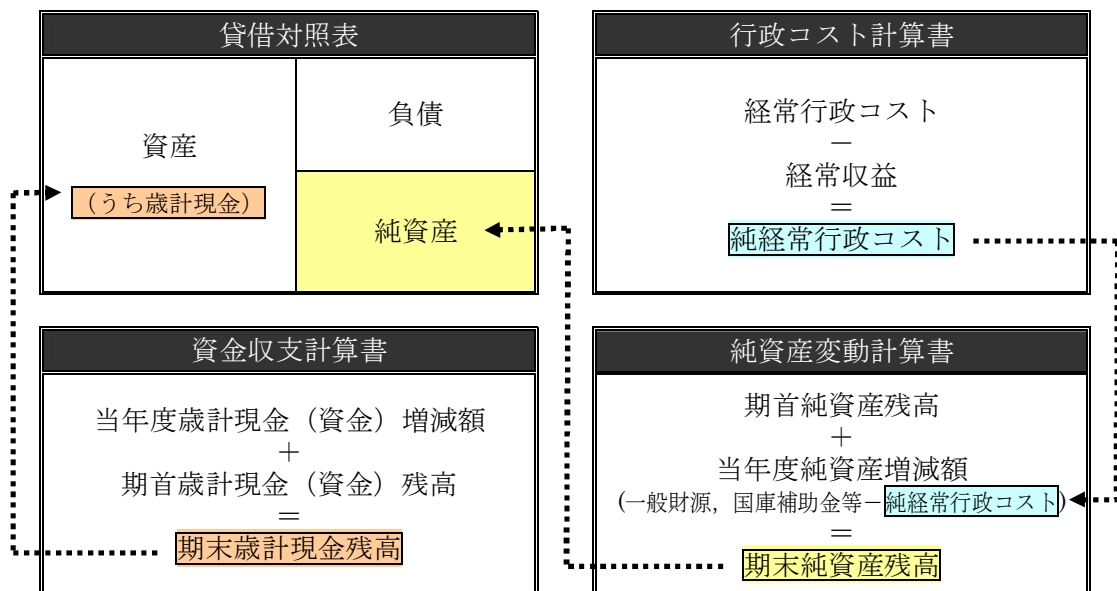 貸借対照表
資産
(うち歳計現金)
負債
純資産
行政コスト計算書
経常行政コスト
－
経常収益
＝
純経常行政コスト
資金収支計算書
当年度歳計現金（資金）増減額
＋
期首歳計現金（資金）残高
＝
期末歳計現金残高
純資産変動計算書
期首純資産残高
＋
当年度純資産増減額
(一般財源，国庫補助金等－純経常行政コスト)
＝
期末純資産残高